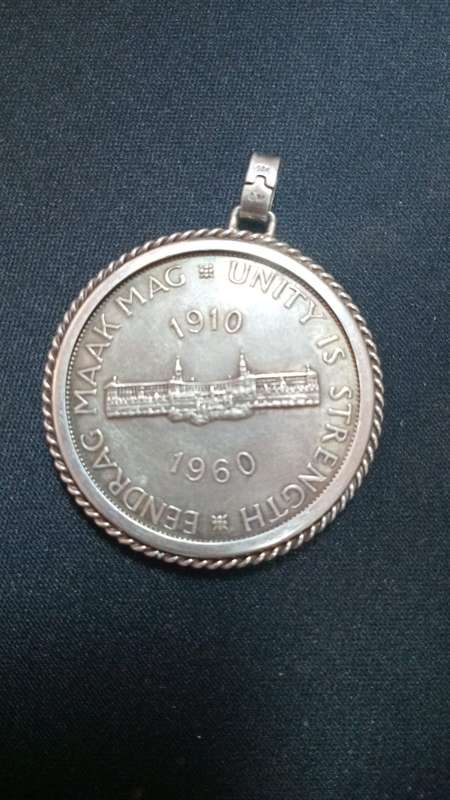 EENDRAG MAAK MAG
UNITY IS STRENGTH
1910
1960